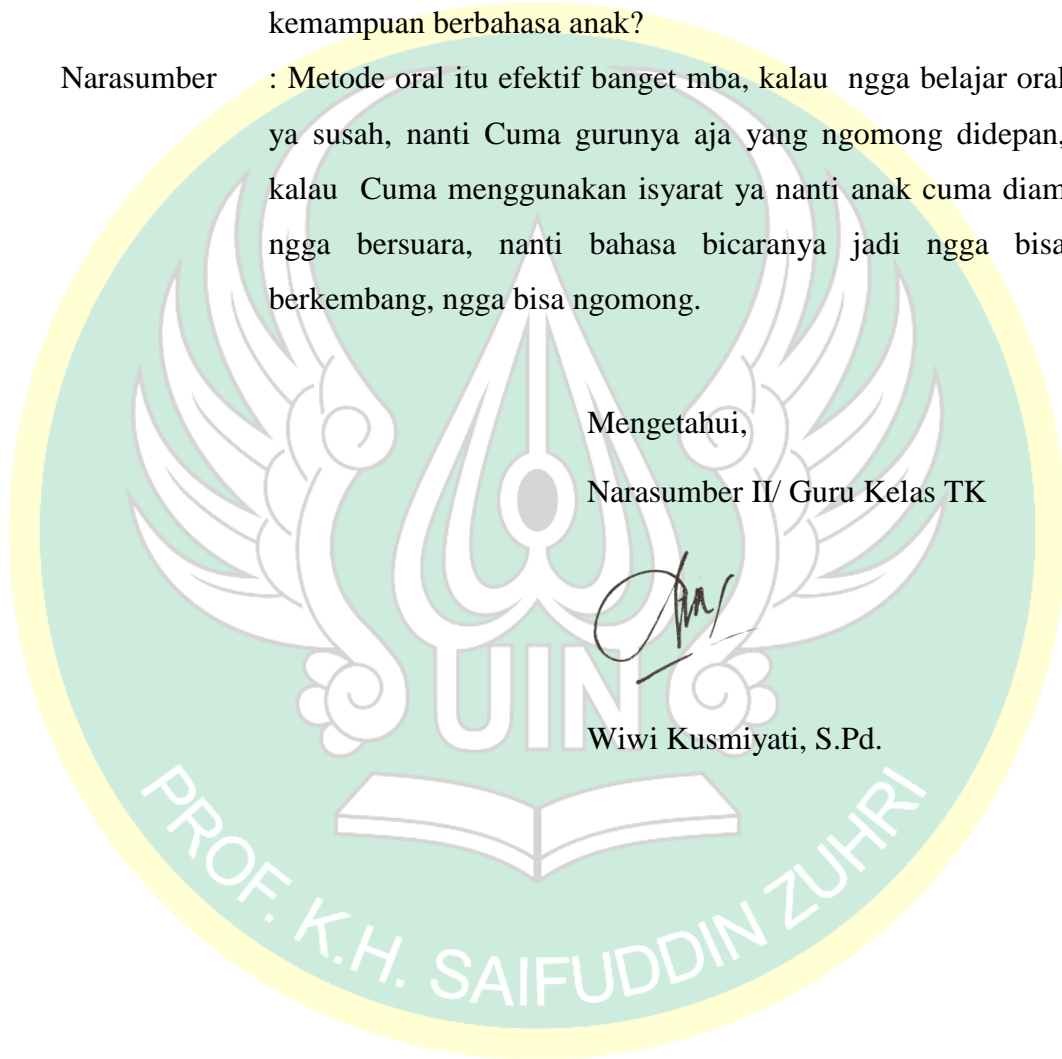 kemampuan berbahasa anak?
Narasumber : Metode oral itu efektif banget mba, kalau ngga belajar oral
ya susah, nanti Cuma gurunya aja yang ngomong didepan,
kalau Cuma menggunakan isyarat ya nanti anak cuma diam
ngga bersuara, nanti bahasa bicaranya jadi ngga bisa
berkembang, ngga bisa ngomong.
Mengetahui,
Narasumber II/ Guru Kelas TK
UIN
Wiwi Kusmiyati, S.Pd.
PROF. K.H. SAIFUDDIN ZUHRI